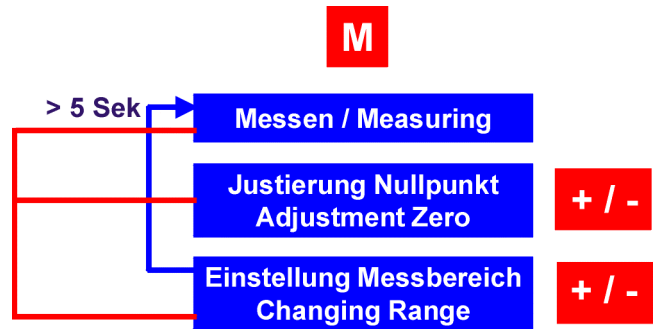 M
> 5 Sek
Messen / Measuring
Justierung Nullpunkt
Adjustment Zero
+ / -
Einstellung Messbereich
Changing Range
+ / -